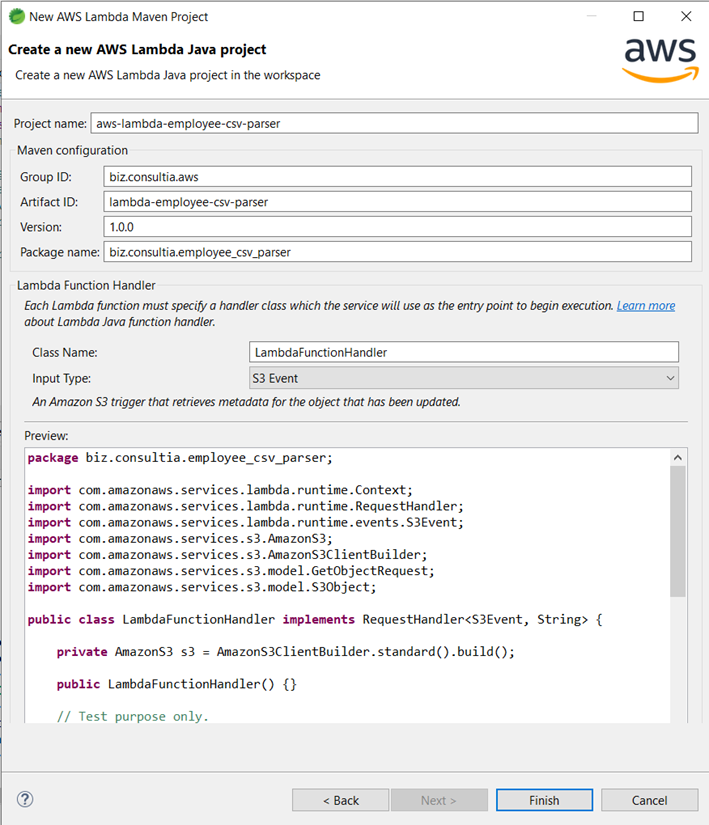 New AWS Lambda Maven Project
Create a new AWS Lambda Java project
Create a new AWS Lambda Java project in the workspace
aws
Project name: aws-lambda-employee-csv-parser
Maven configuration
Group ID: biz.consultia.aws
Artifact ID: lambda-employee-csv-parser
Version: 1.0.0
Package name: biz.consultia.employee_csv_parser
Lambda Function Handler
Each Lambda function must specify a handler class which the service will use as the entry point to begin execution. Learn more
about Lambda Java function handler.
Class Name: LambdaFunctionHandler
Input Type: S3 Event
An Amazon S3 trigger that retrieves metadata for the object that has been updated.
Preview:
package biz.consultia.employee_csv_parser;
import com.amazonaws.services.lambda.runtime.Context;
import com.amazonaws.services.lambda.runtime.RequestHandler;
import com.amazonaws.services.lambda.runtime.events.S3Event;
import com.amazonaws.services.s3.AmazonS3;
import com.amazonaws.services.s3.AmazonS3ClientBuilder;
import com.amazonaws.services.s3.model.GetObjectRequest;
import com.amazonaws.services.s3.model.S3Object;
public class LambdaFunctionHandler implements RequestHandler<S3Event, String> {
private AmazonS3 s3 = AmazonS3ClientBuilder.standard().build();
public LambdaFunctionHandler() {}
// Test purpose only.
? < Back Next > Finish Cancel